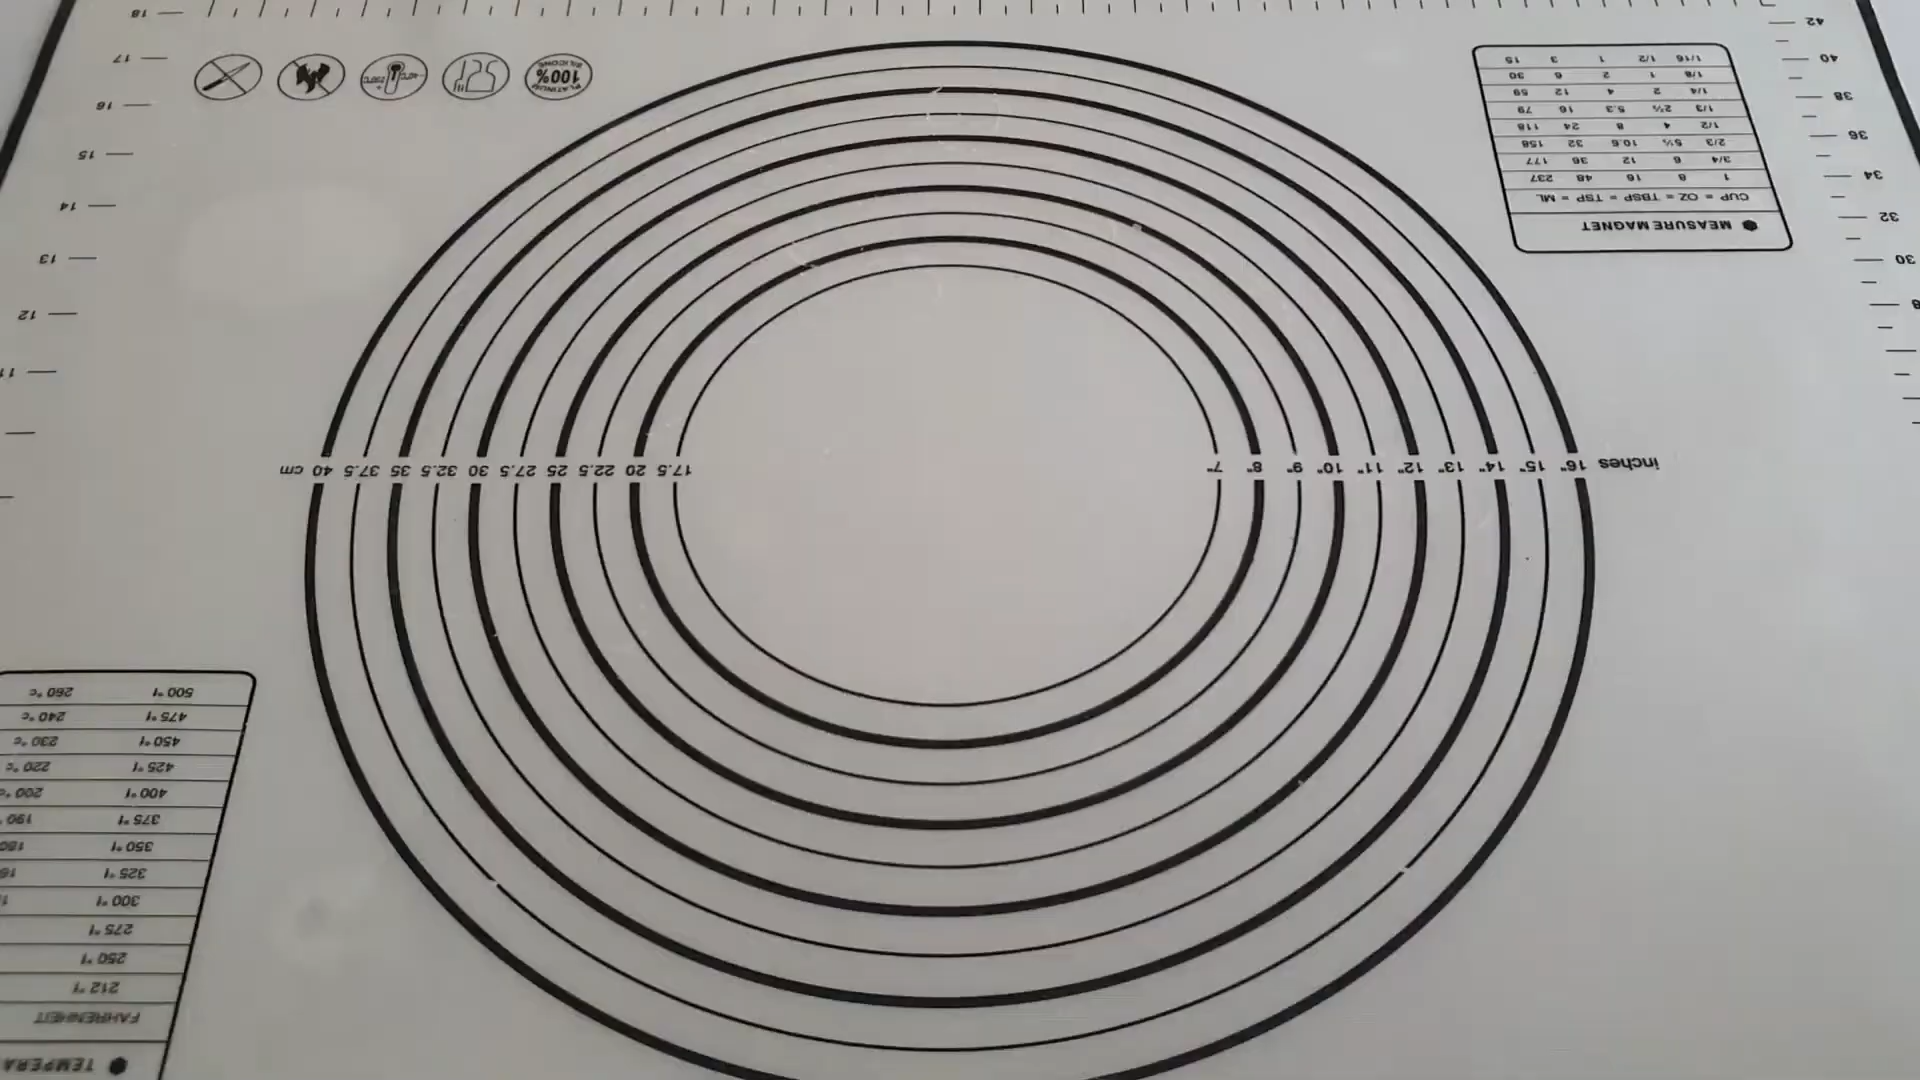 TEMPERA
FAHRENHEIT
212 °f
250 °f
275 °f
300 °f
325 °f
350 °f
375 °f 190
400 °f 200 °c
425 °f 220 °c
450 °f 230 °c
475 °f 240 °c
500 °f 260 °c
inches 16" 15" 14" 13" 12" 11" 10" 9" 8" 7" 17.5 20 22.5 25 27.5 30 32.5 35 37.5 40 cm
MEASURE MAGNET
CUP = OZ = TBSP = TSP = ML
1 8 16 48 237
3/4 6 12 36 177
2/3 5⅓ 10.6 32 158
1/2 4 8 24 118
1/3 2⅔ 5.3 16 79
1/4 2 4 12 59
1/8 1 2 6 30
1/16 1/2 1 3 15
PLATINUM
100%
SILICONE
30
32
34
36
38
40
42
11
12
13
14
15
16
17
18